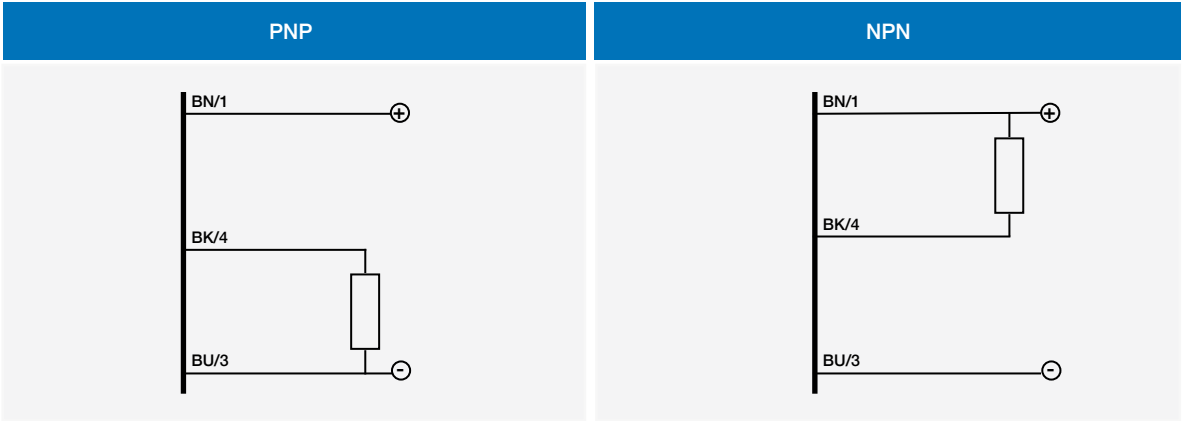 PNP
BN/1
+
BK/4
BU/3
-
NPN
BN/1
+
BK/4
BU/3
-